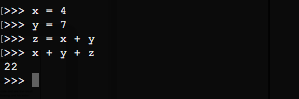 [>>> x = 4
[>>> y = 7
[>>> z = x + y
[>>> x + y + z
22
>>>